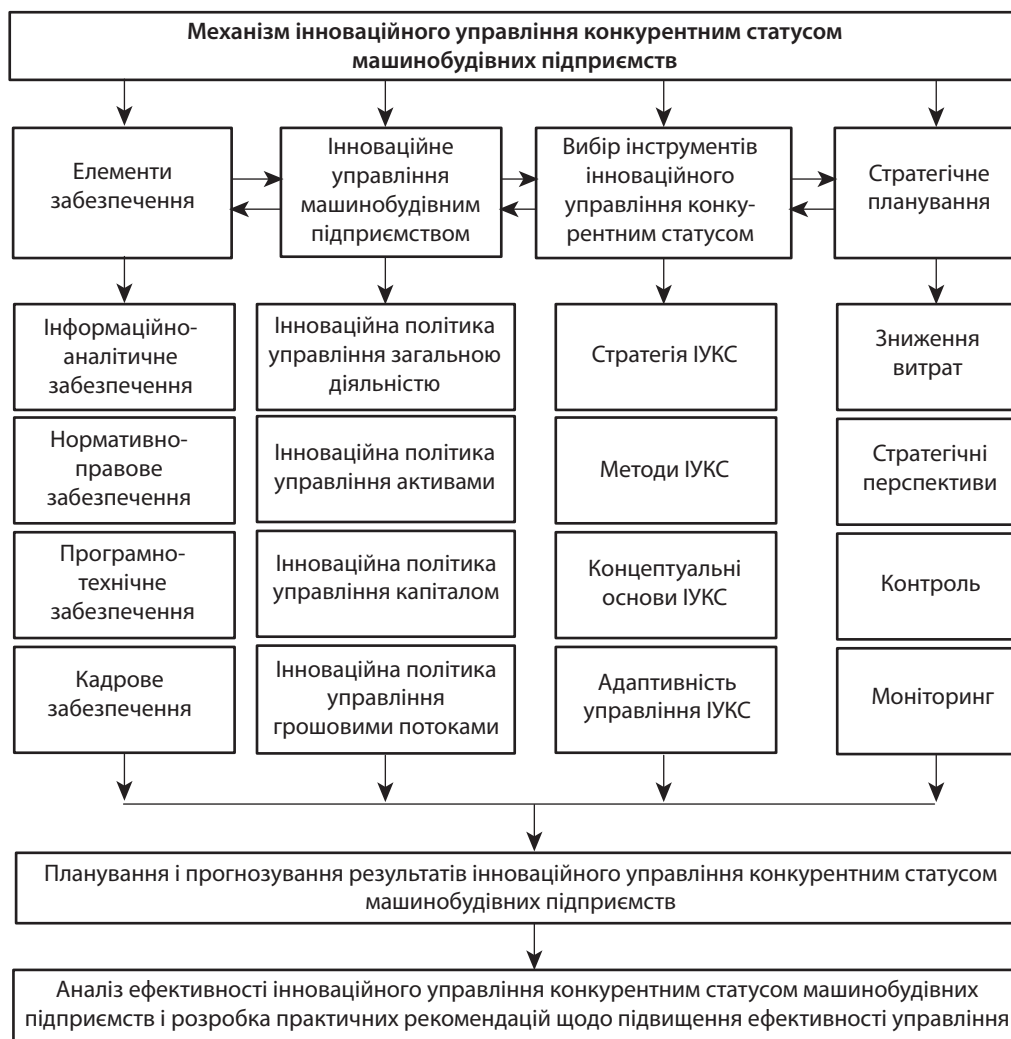 Механізм інноваційного управління конкурентним статусом
машинобудівних підприємств
Елементи
забезпечення
Інноваційне
управління
машинобудівним
підприємством
Вибір інструментів
інноваційного
управління конку-
рентним статусом
Стратегічне
планування
Інформаційно-
аналітичне
забезпечення
Інноваційна політика
управління загальною
діяльністю
Стратегія ІУКС
Зниження
витрат
Нормативно-
правове
забезпечення
Інноваційна політика
управління активами
Методи ІУКС
Стратегічні
перспективи
Програмно-
технічне
забезпечення
Інноваційна політика
управління капіталом
Концептуальні
основи ІУКС
Контроль
Кадрове
забезпечення
Інноваційна політика
управління
грошовими потоками
Адаптивність
управління ІУКС
Моніторинг
Планування і прогнозування результатів інноваційного управління конкурентним статусом
машинобудівних підприємств
Аналіз ефективності інноваційного управління конкурентним статусом машинобудівних
підприємств і розробка практичних рекомендацій щодо підвищення ефективності управління